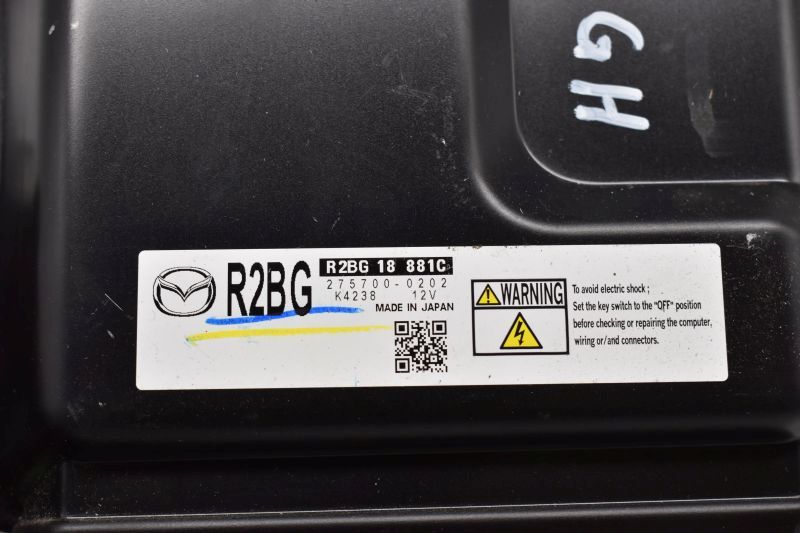 GH
R2BG
R2BG 18 881C
275700-0202
K4238 12V
MADE IN JAPAN
WARNING
To avoid electric shock ;
Set the key switch to the "OFF" position
before checking or repairing the computer,
wiring or/and connectors.